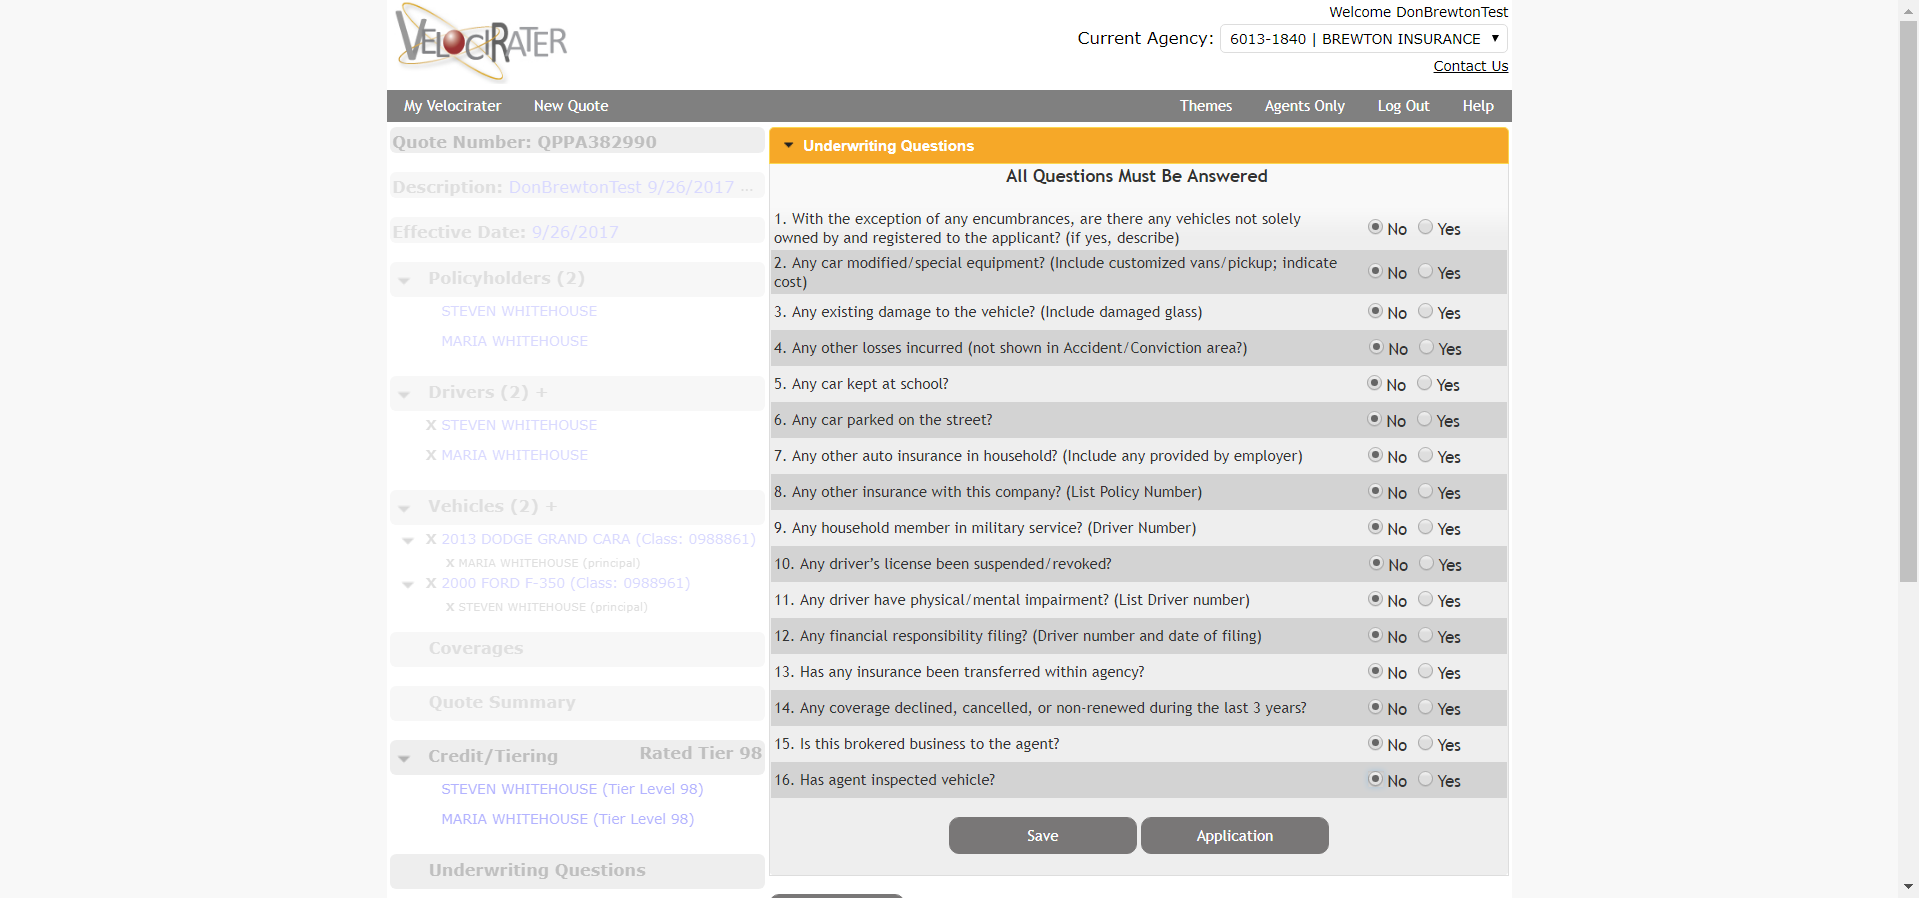 VELOCIRATER
Welcome DonBrewtonTest
Current Agency: 6013-1840 | BREWTON INSURANCE
Contact Us
My Velocirater New Quote Themes Agents Only Log Out Help
Quote Number: QPPA382990
Description: DonBrewtonTest 9/26/2017 ...
Effective Date: 9/26/2017
Policyholders (2)
STEVEN WHITEHOUSE
MARIA WHITEHOUSE
Drivers (2) +
X STEVEN WHITEHOUSE
X MARIA WHITEHOUSE
Vehicles (2) +
X 2013 DODGE GRAND CARA (Class: 0988861)
X MARIA WHITEHOUSE (principal)
X 2000 FORD F-350 (Class: 0988961)
X STEVEN WHITEHOUSE (principal)
Coverages
Quote Summary
Credit/Tiering Rated Tier 98
STEVEN WHITEHOUSE (Tier Level 98)
MARIA WHITEHOUSE (Tier Level 98)
Underwriting Questions
Underwriting Questions
All Questions Must Be Answered
1. With the exception of any encumbrances, are there any vehicles not solely
owned by and registered to the applicant? (if yes, describe) No Yes
2. Any car modified/special equipment? (Include customized vans/pickup; indicate
cost) No Yes
3. Any existing damage to the vehicle? (Include damaged glass) No Yes
4. Any other losses incurred (not shown in Accident/Conviction area?) No Yes
5. Any car kept at school? No Yes
6. Any car parked on the street? No Yes
7. Any other auto insurance in household? (Include any provided by employer) No Yes
8. Any other insurance with this company? (List Policy Number) No Yes
9. Any household member in military service? (Driver Number) No Yes
10. Any driver’s license been suspended/revoked? No Yes
11. Any driver have physical/mental impairment? (List Driver number) No Yes
12. Any financial responsibility filing? (Driver number and date of filing) No Yes
13. Has any insurance been transferred within agency? No Yes
14. Any coverage declined, cancelled, or non-renewed during the last 3 years? No Yes
15. Is this brokered business to the agent? No Yes
16. Has agent inspected vehicle? No Yes
Save Application